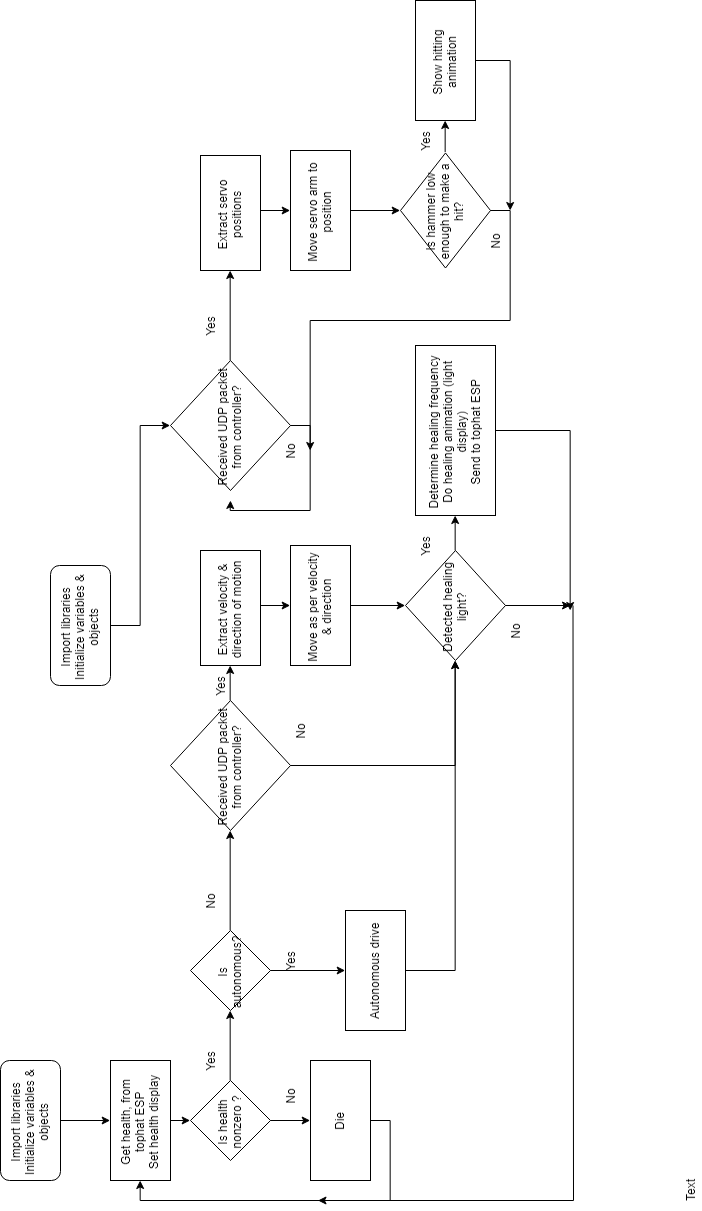 Import libraries
Initialize variables &
objects
Get health, from
tophat ESP
Set health display
Is health
nonzero ?
Yes
No
Die
Is
autonomous?
No
Yes
Autonomous drive
Received UDP packet
from controller?
Yes
No
Extract velocity &
direction of motion
Move as per velocity
& direction
Detected healing
light?
Yes
No
Determine healing frequency
Do healing animation (light
display)
Send to tophat ESP
Import libraries
Initialize variables &
objects
Received UDP packet
from controller?
Yes
No
Extract servo
positions
Move servo arm to
position
Is hammer low
enough to make a
hit?
Yes
No
Show hitting
animation
Text